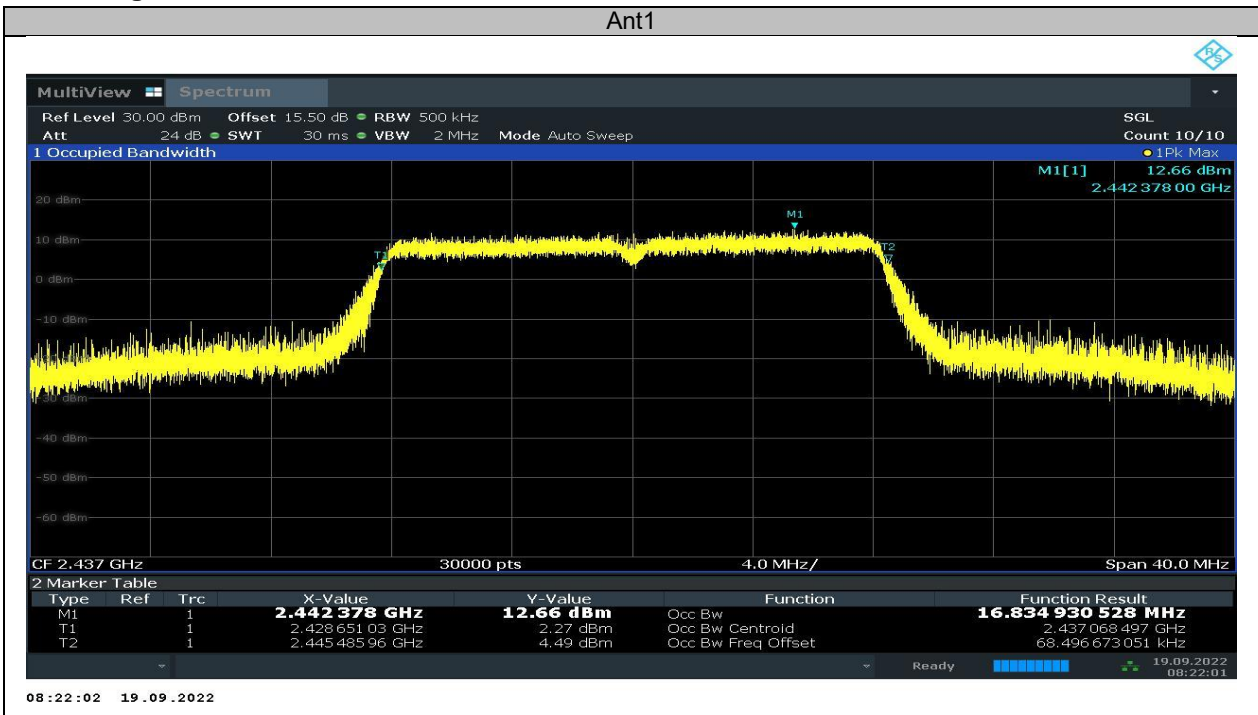 Ant1
R&S
MultiView Spectrum
Ref Level 30.00 dBm Offset 15.50 dB RBW 500 kHz SGL
Att 24 dB SWT 30 ms VBW 2 MHz Mode Auto Sweep Count 10/10
1 Occupied Bandwidth 1Pk Max
M1[1] 12.66 dBm
2.442 378 00 GHz
20 dBm
M1
10 dBm
T1 T2
0 dBm
-10 dBm
-30 dBm
-40 dBm
-50 dBm
-60 dBm
CF 2.437 GHz 30000 pts 4.0 MHz/ Span 40.0 MHz
2 Marker Table
Type Ref Trc X-Value Y-Value Function Function Result
M1 1 2.442 378 GHz 12.66 dBm Occ Bw 16.834 930 528 MHz
T1 1 2.428 651 03 GHz 2.27 dBm Occ Bw Centroid 2.437 068 497 GHz
T2 1 2.445 485 96 GHz 4.49 dBm Occ Bw Freq Offset 68.496 673 051 kHz
Ready 19.09.2022
08:22:01
08:22:02 19.09.2022